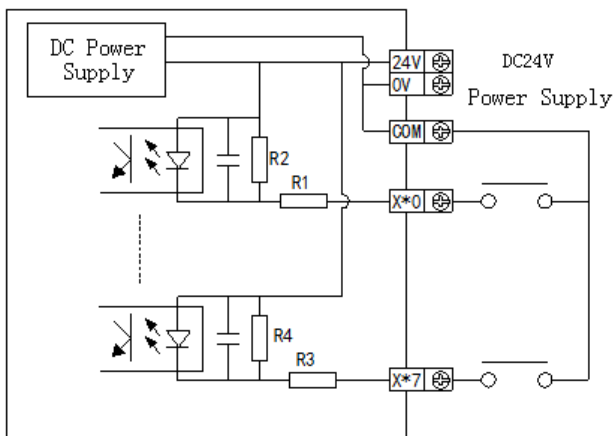 DC Power
Supply
24V
DC24V
0V
Power Supply
COM
R2
R1
X*0
R4
R3
X*7